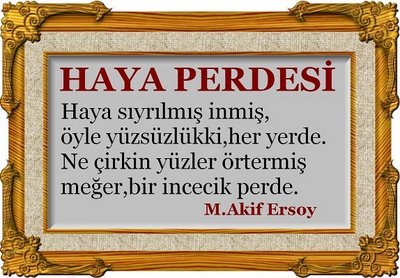 HAYA PERDESİ
Haya sıyrılmış inmiş,
öyle yüzsüzlükki,her yerde.
Ne çirkin yüzler örtermiş
meğer,bir incecik perde.
M.Akif Ersoy